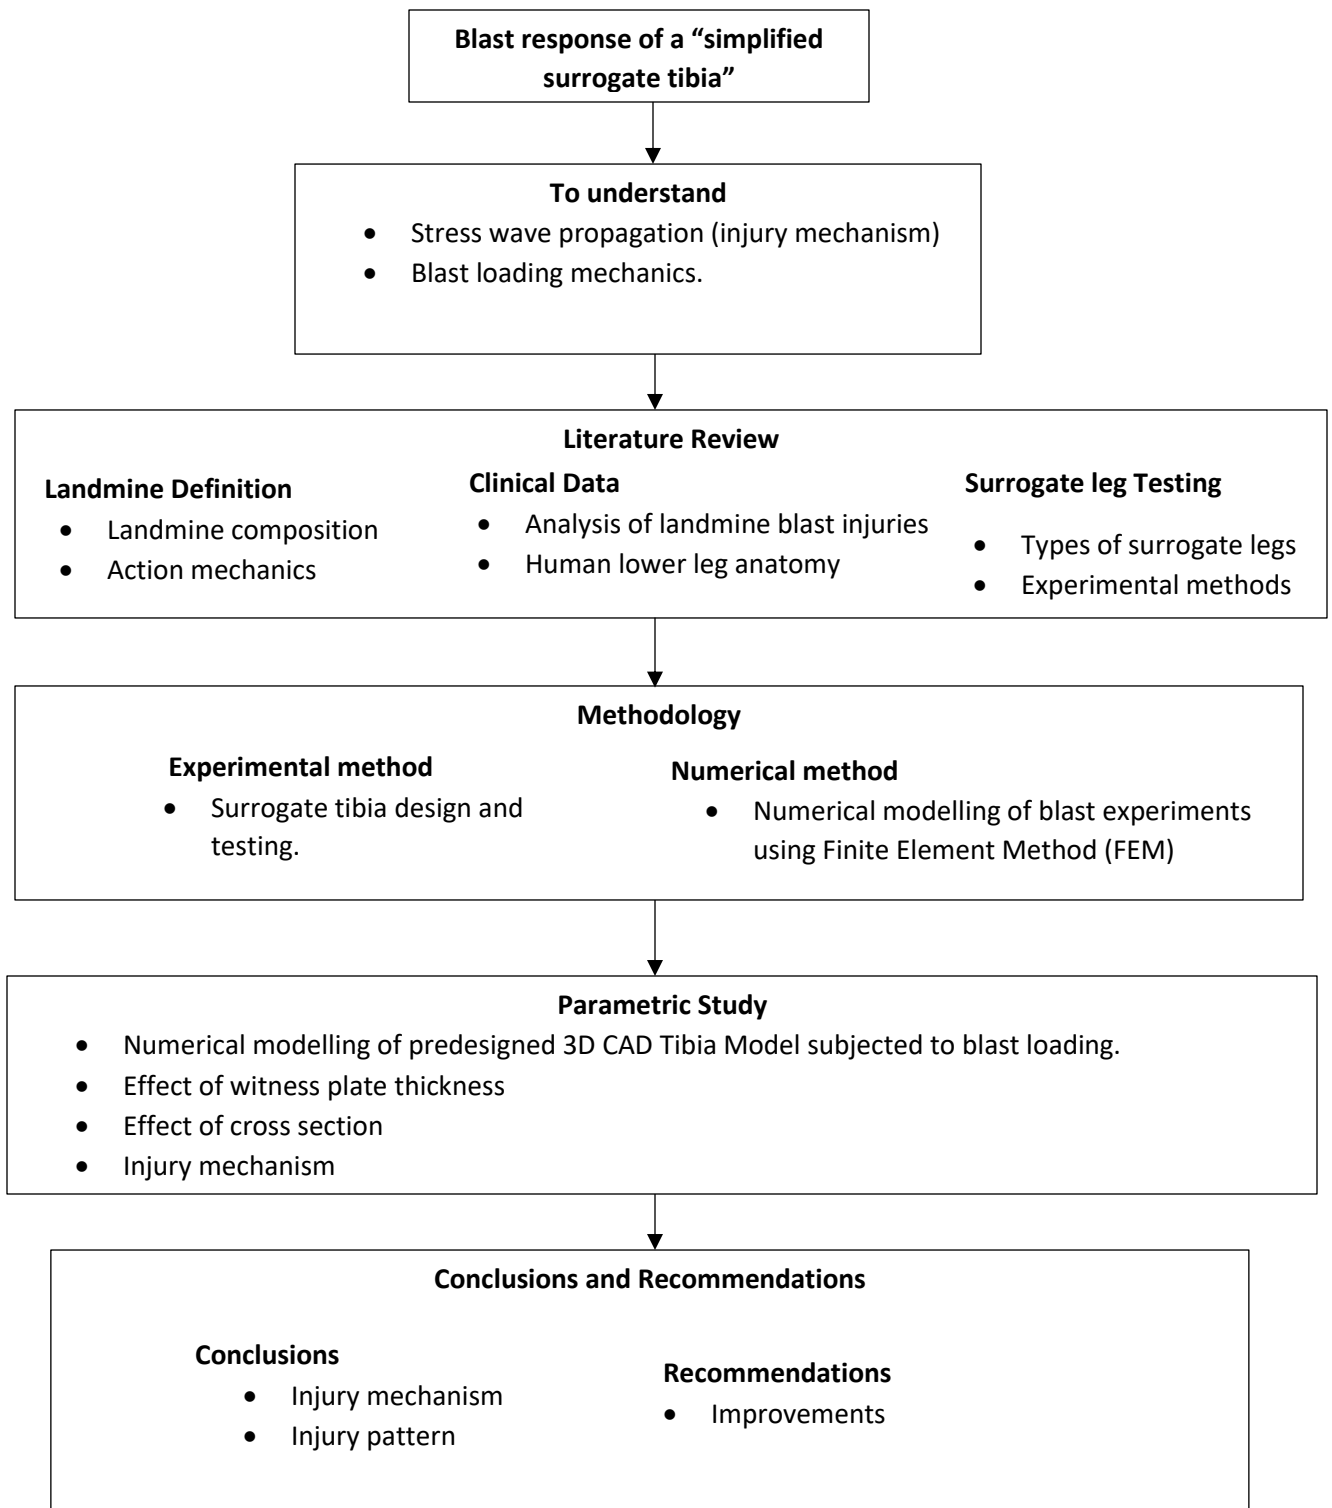 Blast response of a “simplified
surrogate tibia”
To understand
• Stress wave propagation (injury mechanism)
• Blast loading mechanics.
Literature Review
Landmine Definition
• Landmine composition
• Action mechanics
Clinical Data
• Analysis of landmine blast injuries
• Human lower leg anatomy
Surrogate leg Testing
• Types of surrogate legs
• Experimental methods
Methodology
Experimental method
• Surrogate tibia design and
testing.
Numerical method
• Numerical modelling of blast experiments
using Finite Element Method (FEM)
Parametric Study
• Numerical modelling of predesigned 3D CAD Tibia Model subjected to blast loading.
• Effect of witness plate thickness
• Effect of cross section
• Injury mechanism
Conclusions and Recommendations
Conclusions
• Injury mechanism
• Injury pattern
Recommendations
• Improvements